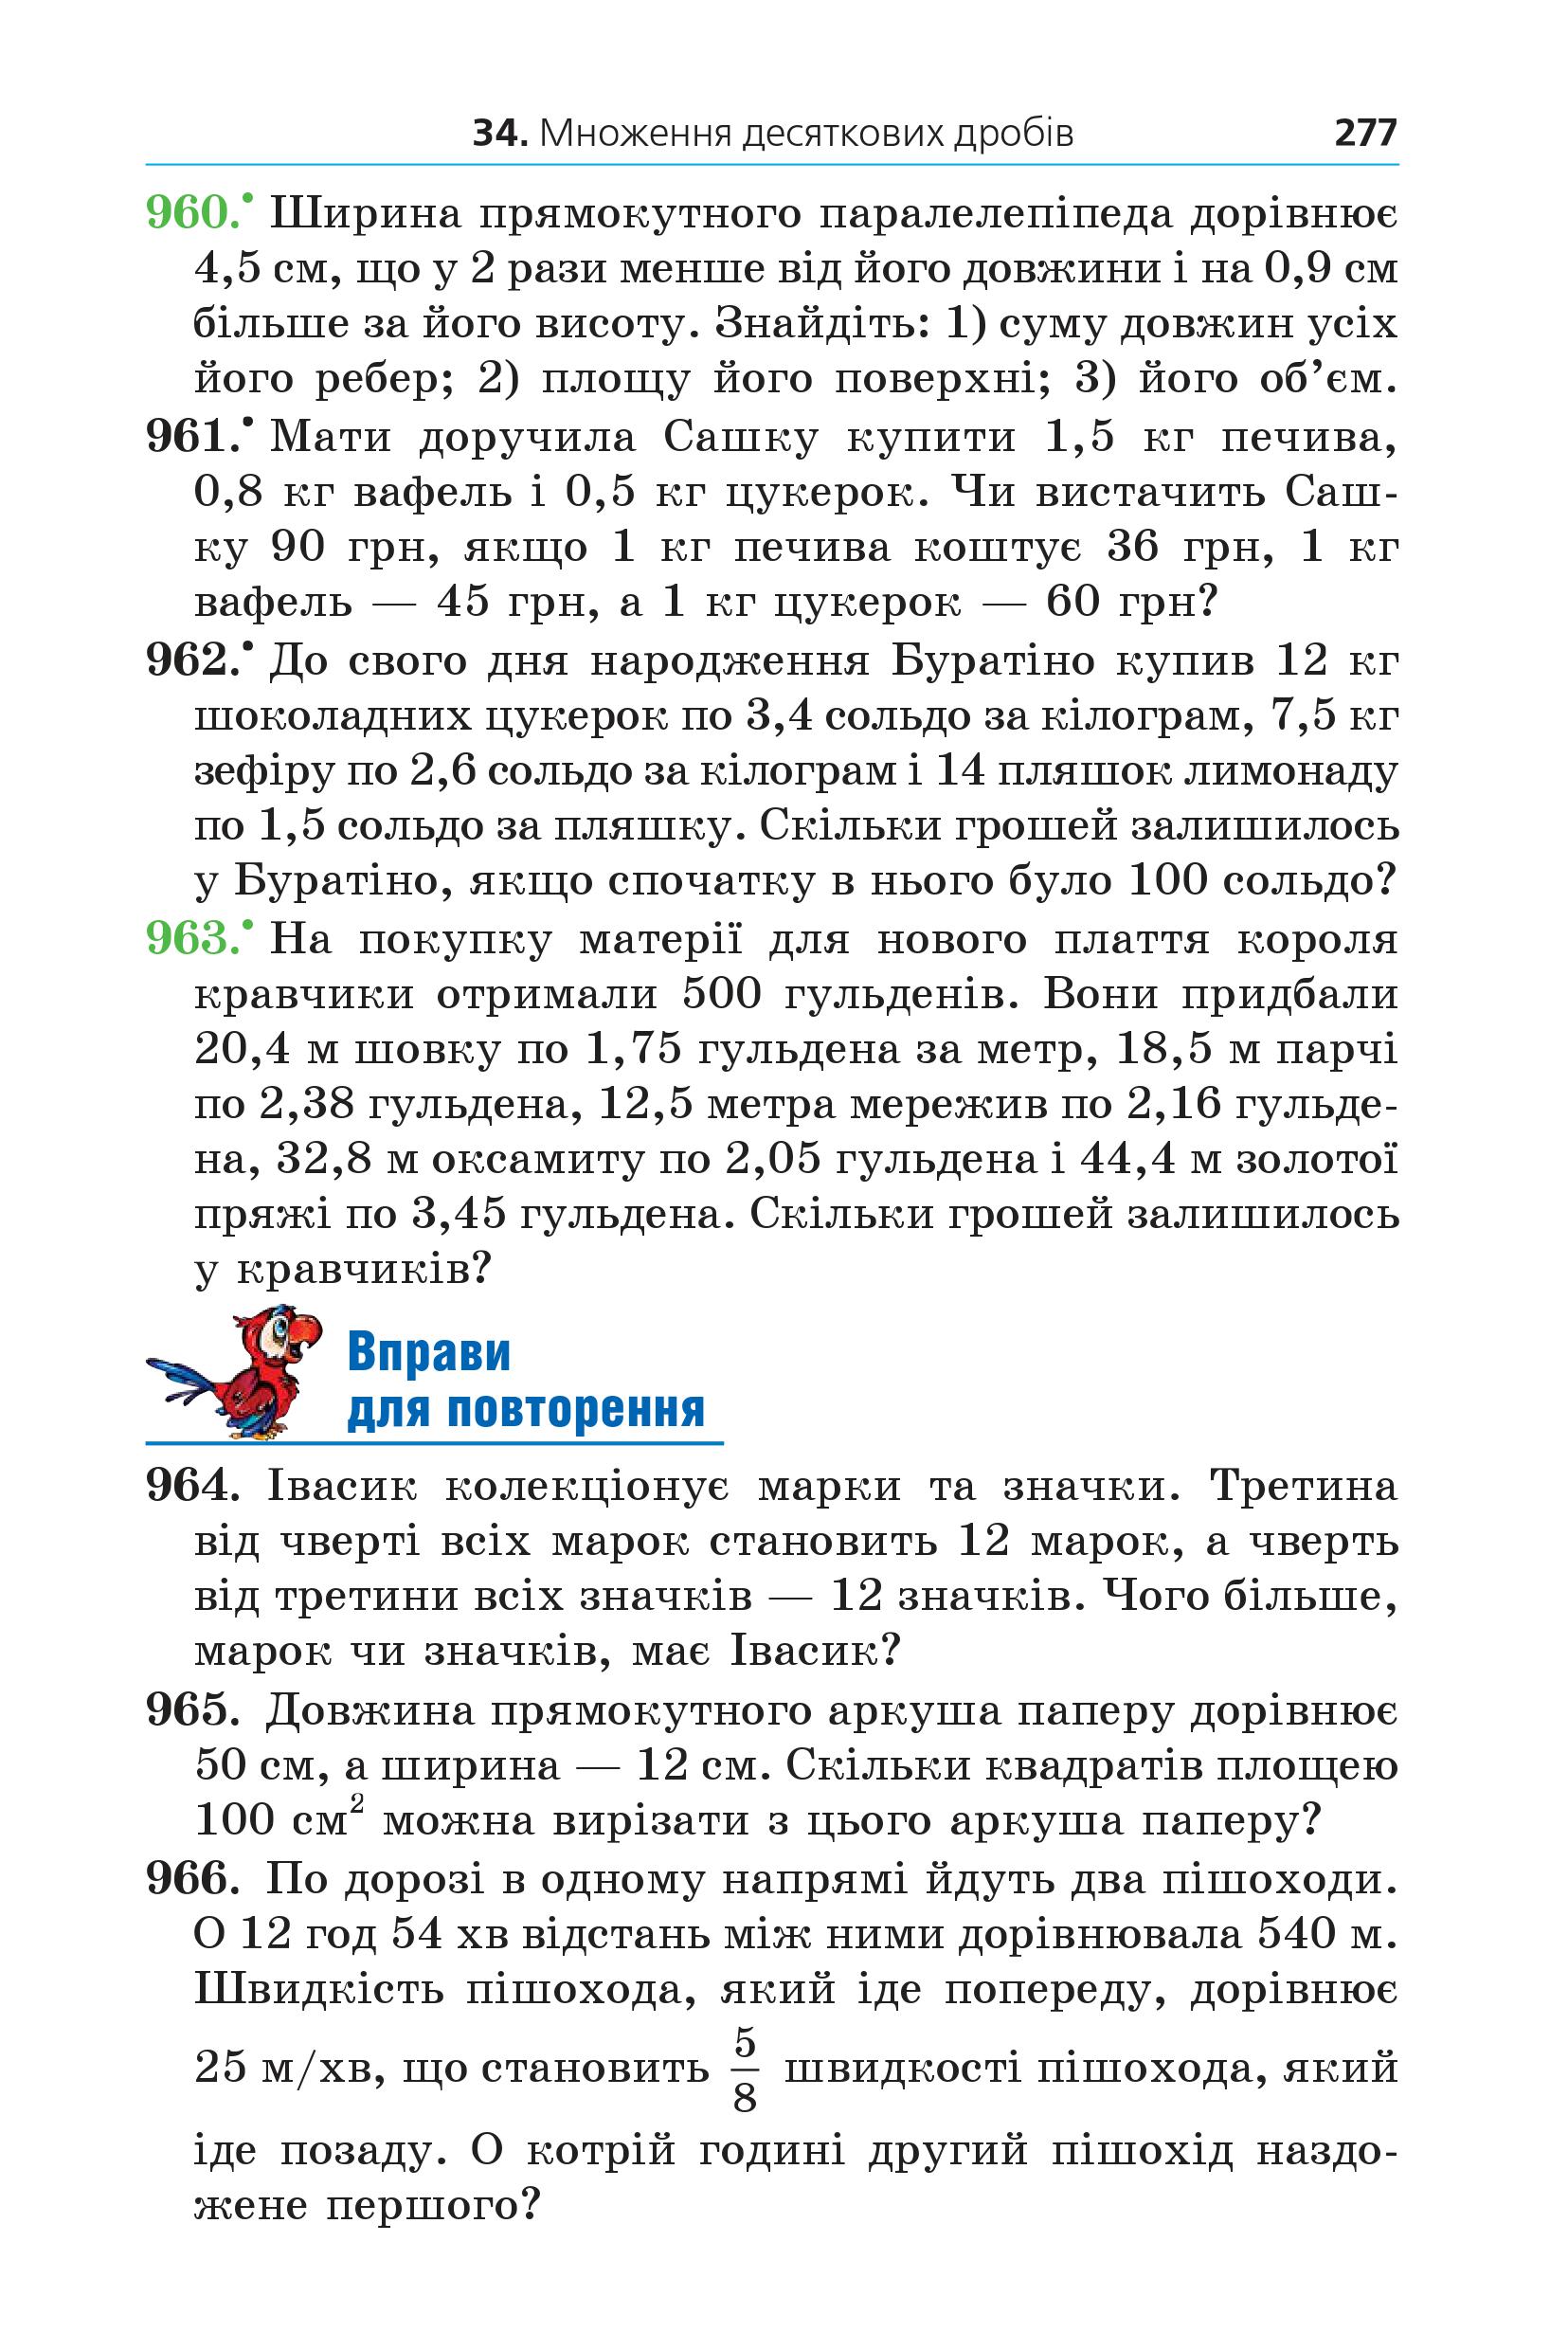 34. Множення десяткових дробів 277
960.• Ширина прямокутного паралелепіпеда дорівнює
4,5 см, що у 2 рази менше від його довжини і на 0,9 см
більше за його висоту. Знайдіть: 1) суму довжин усіх
його ребер; 2) площу його поверхні; 3) його об’єм.
961.• Мати доручила Сашку купити 1,5 кг печива,
0,8 кг вафель і 0,5 кг цукерок. Чи вистачить Саш-
ку 90 грн, якщо 1 кг печива коштує 36 грн, 1 кг
вафель — 45 грн, а 1 кг цукерок — 60 грн?
962.• До свого дня народження Буратіно купив 12 кг
шоколадних цукерок по 3,4 сольдо за кілограм, 7,5 кг
зефіру по 2,6 сольдо за кілограм і 14 пляшок лимонаду
по 1,5 сольдо за пляшку. Скільки грошей залишилось
у Буратіно, якщо спочатку в нього було 100 сольдо?
963.• На покупку матерії для нового плаття короля
кравчики отримали 500 гульденів. Вони придбали
20,4 м шовку по 1,75 гульдена за метр, 18,5 м парчі
по 2,38 гульдена, 12,5 метра мережив по 2,16 гульде-
на, 32,8 м оксамиту по 2,05 гульдена і 44,4 м золотої
пряжі по 3,45 гульдена. Скільки грошей залишилось
у кравчиків?
Вправи
для повторення
964. Івасик колекціонує марки та значки. Третина
від чверті всіх марок становить 12 марок, а чверть
від третини всіх значків — 12 значків. Чого більше,
марок чи значків, має Івасик?
965. Довжина прямокутного аркуша паперу дорівнює
50 см, а ширина — 12 см. Скільки квадратів площею
100 см² можна вирізати з цього аркуша паперу?
966. По дорозі в одному напрямі йдуть два пішоходи.
О 12 год 54 хв відстань між ними дорівнювала 540 м.
Швидкість пішохода, який іде попереду, дорівнює
25 м/хв, що становить 5/8 швидкості пішохода, який
іде позаду. О котрій годині другий пішохід наздо-
жене першого?